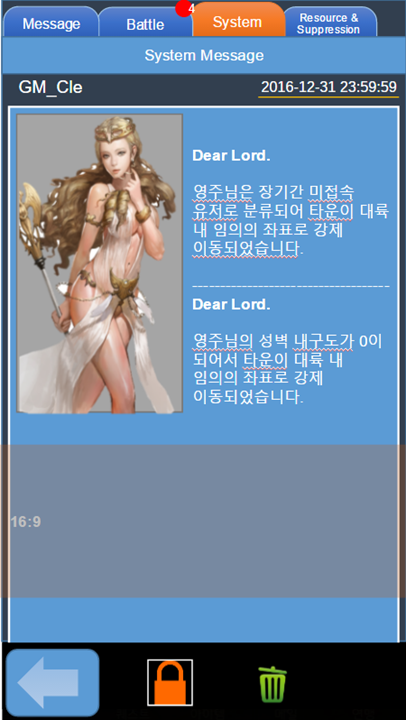 Message
Battle
4
System
Resource &
Suppression
System Message
GM_Cle
2016-12-31 23:59:59
Dear Lord.
영주님은 장기간 미접속
유저로 분류되어 타운이 대륙
내 임의의 좌표로 강제
이동되었습니다.
Dear Lord.
영주님의 성벽 내구도가 0이
되어서 타운이 대륙 내
임의의 좌표로 강제
이동되었습니다.
16:9